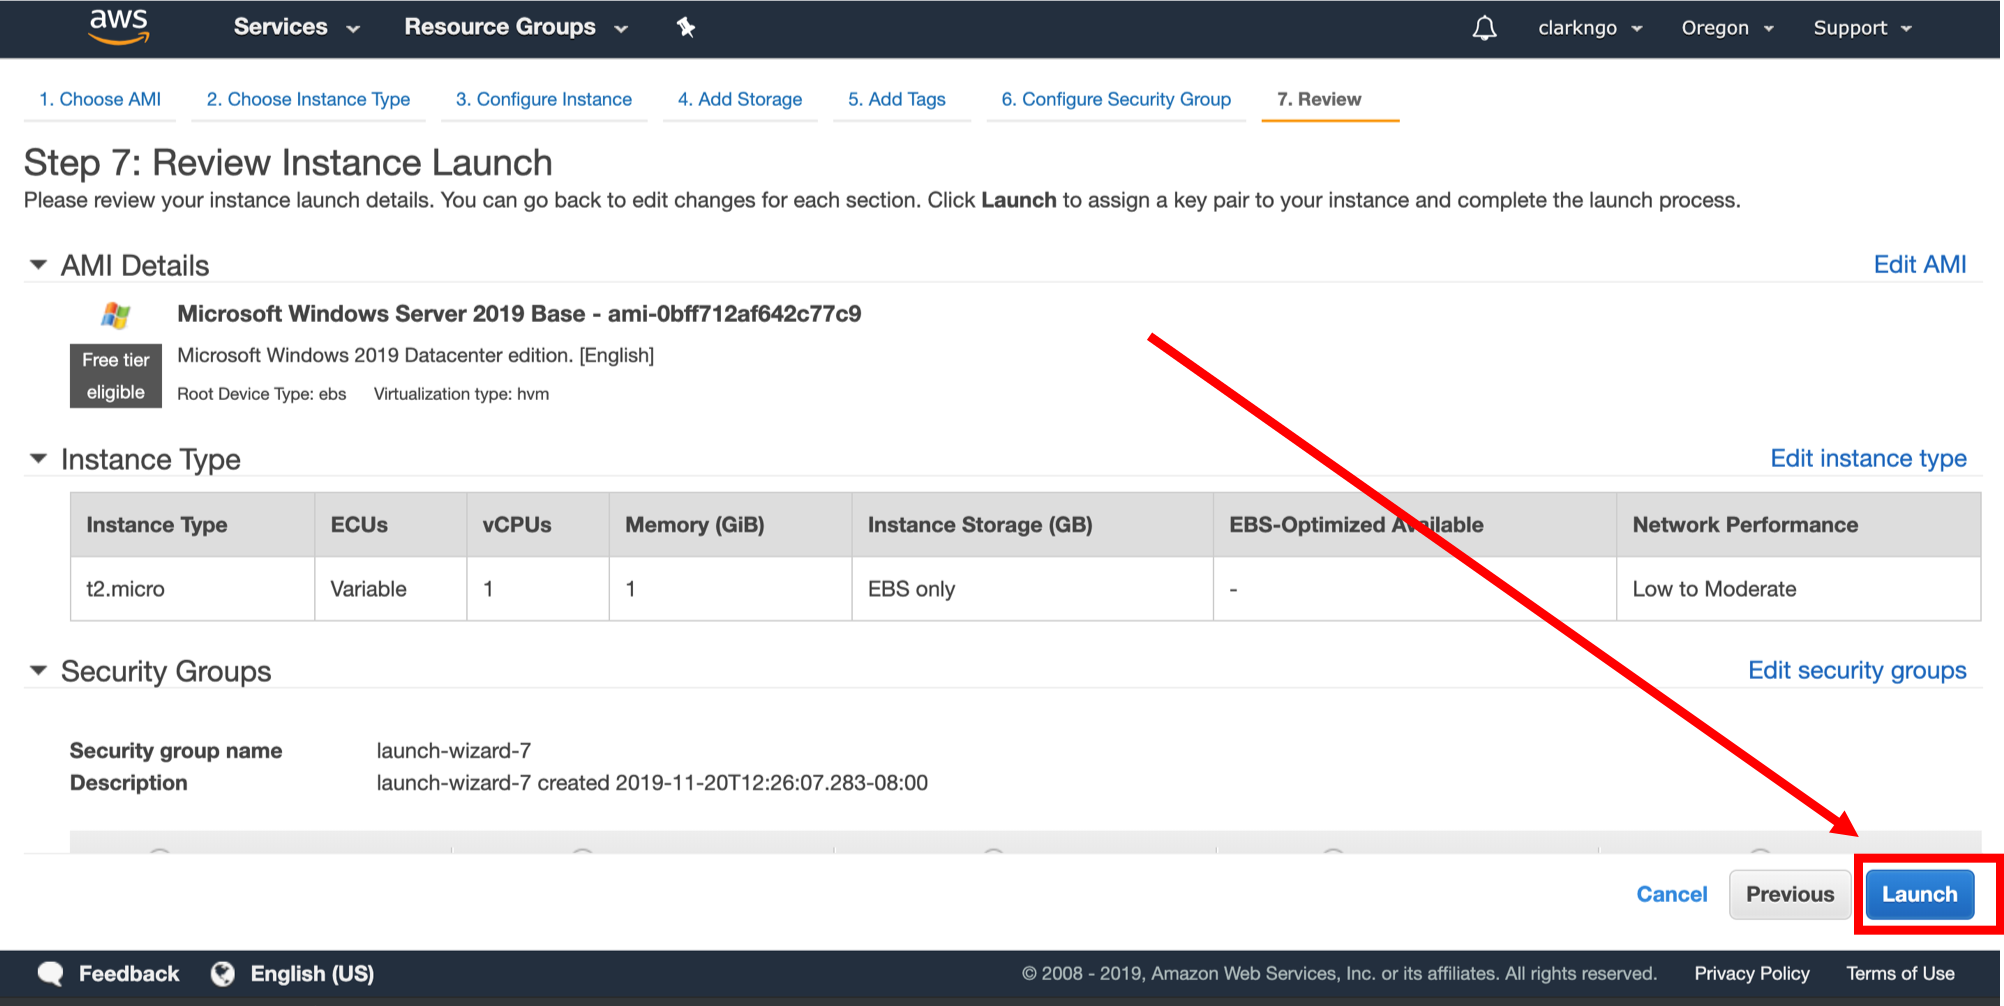 aws Services Resource Groups clarkngo Oregon Support
1. Choose AMI 2. Choose Instance Type 3. Configure Instance 4. Add Storage 5. Add Tags 6. Configure Security Group 7. Review
Step 7: Review Instance Launch
Please review your instance launch details. You can go back to edit changes for each section. Click Launch to assign a key pair to your instance and complete the launch process.
AMI Details Edit AMI
Microsoft Windows Server 2019 Base - ami-0bff712af642c77c9
Free tier eligible
Microsoft Windows 2019 Datacenter edition. [English]
Root Device Type: ebs Virtualization type: hvm
Instance Type Edit instance type
Instance Type ECUs vCPUs Memory (GiB) Instance Storage (GB) EBS-Optimized Available Network Performance
t2.micro Variable 1 1 EBS only - Low to Moderate
Security Groups Edit security groups
Security group name launch-wizard-7
Description launch-wizard-7 created 2019-11-20T12:26:07.283-08:00
Cancel Previous Launch
Feedback English (US) © 2008 - 2019, Amazon Web Services, Inc. or its affiliates. All rights reserved. Privacy Policy Terms of Use